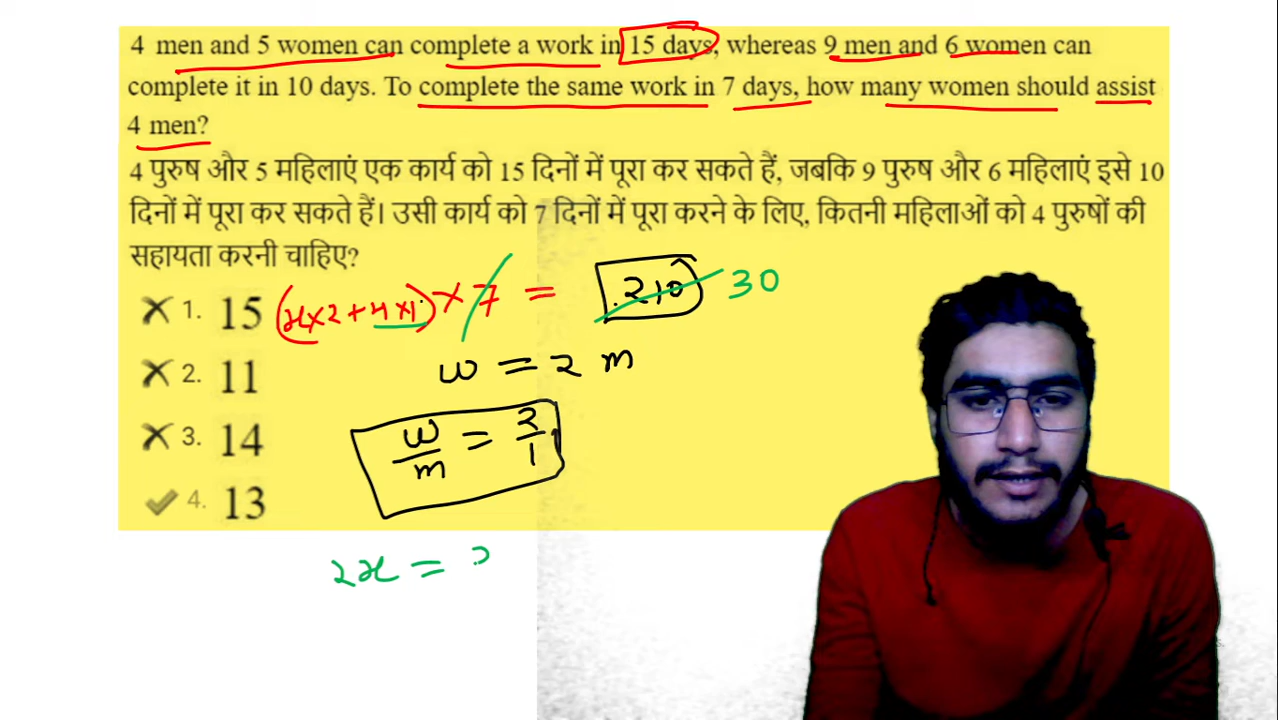 4 men and 5 women can complete a work in 15 days, whereas 9 men and 6 women can
complete it in 10 days. To complete the same work in 7 days, how many women should assist
4 men?
4 पुरुष और 5 महिलाएं एक कार्य को 15 दिनों में पूरा कर सकते हैं, जबकि 9 पुरुष और 6 महिलाएं इसे 10
दिनों में पूरा कर सकते हैं। उसी कार्य को 7 दिनों में पूरा करने के लिए, कितनी महिलाओं को 4 पुरुषों की
सहायता करनी चाहिए?
1. 15
(x×2+4×1)×7 = 210 30
2. 11
w = 2 m
3. 14
w/m = 2/1
4. 13
2x =